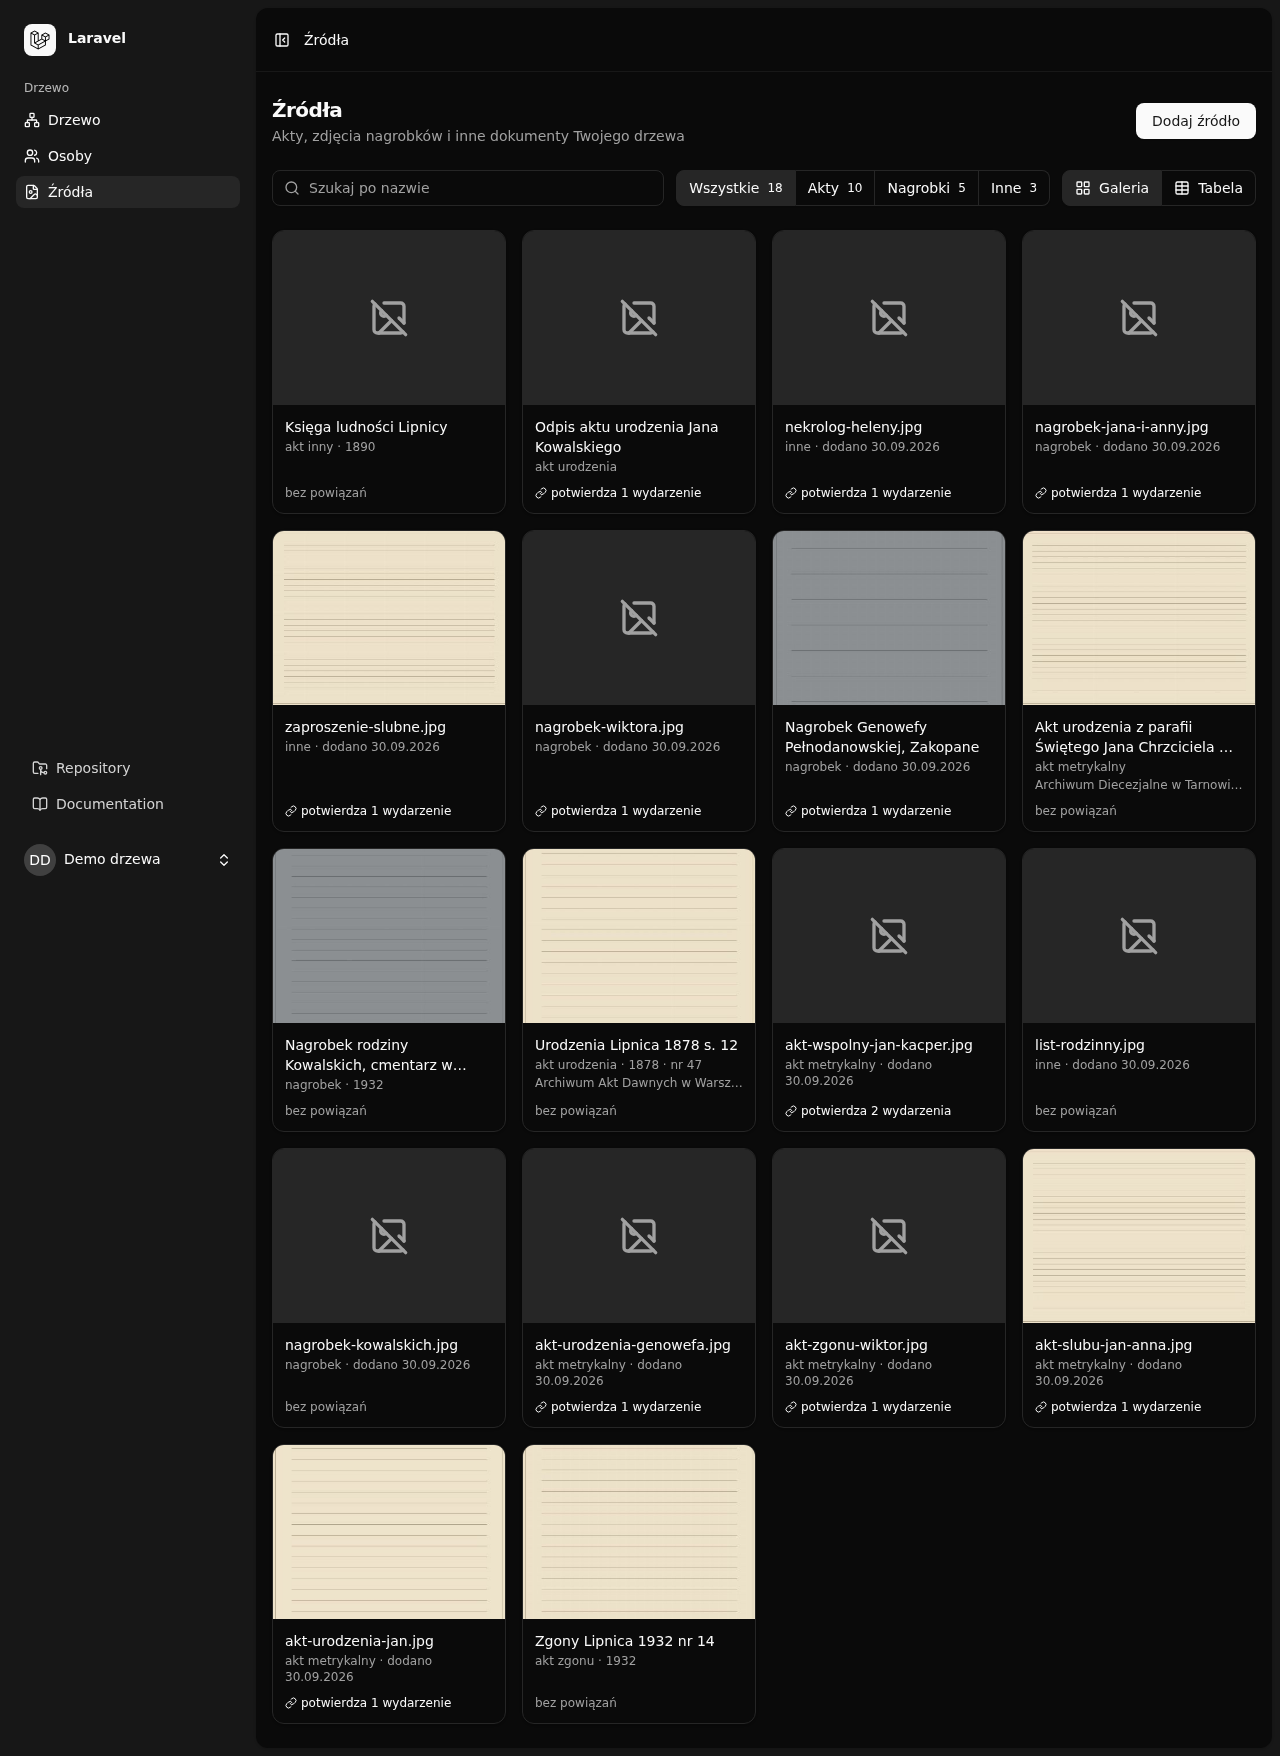 Laravel
Drzewo
Drzewo
Osoby
Źródła
Repository
Documentation
DD Demo drzewa
Źródła
Źródła
Akty, zdjęcia nagrobków i inne dokumenty Twojego drzewa
Dodaj źródło
Szukaj po nazwie
Wszystkie 18 Akty 10 Nagrobki 5 Inne 3
Galeria Tabela
Księga ludności Lipnicy
akt inny · 1890
bez powiązań
Odpis aktu urodzenia Jana
Kowalskiego
akt urodzenia
potwierdza 1 wydarzenie
nekrolog-heleny.jpg
inne · dodano 30.09.2026
potwierdza 1 wydarzenie
nagrobek-jana-i-anny.jpg
nagrobek · dodano 30.09.2026
potwierdza 1 wydarzenie
zaproszenie-slubne.jpg
inne · dodano 30.09.2026
potwierdza 1 wydarzenie
nagrobek-wiktora.jpg
nagrobek · dodano 30.09.2026
potwierdza 1 wydarzenie
Nagrobek Genowefy
Pełnodanowskiej, Zakopane
nagrobek · dodano 30.09.2026
potwierdza 1 wydarzenie
Akt urodzenia z parafii
Świętego Jana Chrzciciela ...
akt metrykalny
Archiwum Diecezjalne w Tarnowi...
bez powiązań
Nagrobek rodziny
Kowalskich, cmentarz w...
nagrobek · 1932
bez powiązań
Urodzenia Lipnica 1878 s. 12
akt urodzenia · 1878 · nr 47
Archiwum Akt Dawnych w Warsz...
bez powiązań
akt-wspolny-jan-kacper.jpg
akt metrykalny · dodano
30.09.2026
potwierdza 2 wydarzenia
list-rodzinny.jpg
inne · dodano 30.09.2026
bez powiązań
nagrobek-kowalskich.jpg
nagrobek · dodano 30.09.2026
bez powiązań
akt-urodzenia-genowefa.jpg
akt metrykalny · dodano
30.09.2026
potwierdza 1 wydarzenie
akt-zgonu-wiktor.jpg
akt metrykalny · dodano
30.09.2026
potwierdza 1 wydarzenie
akt-slubu-jan-anna.jpg
akt metrykalny · dodano
30.09.2026
potwierdza 1 wydarzenie
akt-urodzenia-jan.jpg
akt metrykalny · dodano
30.09.2026
potwierdza 1 wydarzenie
Zgony Lipnica 1932 nr 14
akt zgonu · 1932
bez powiązań